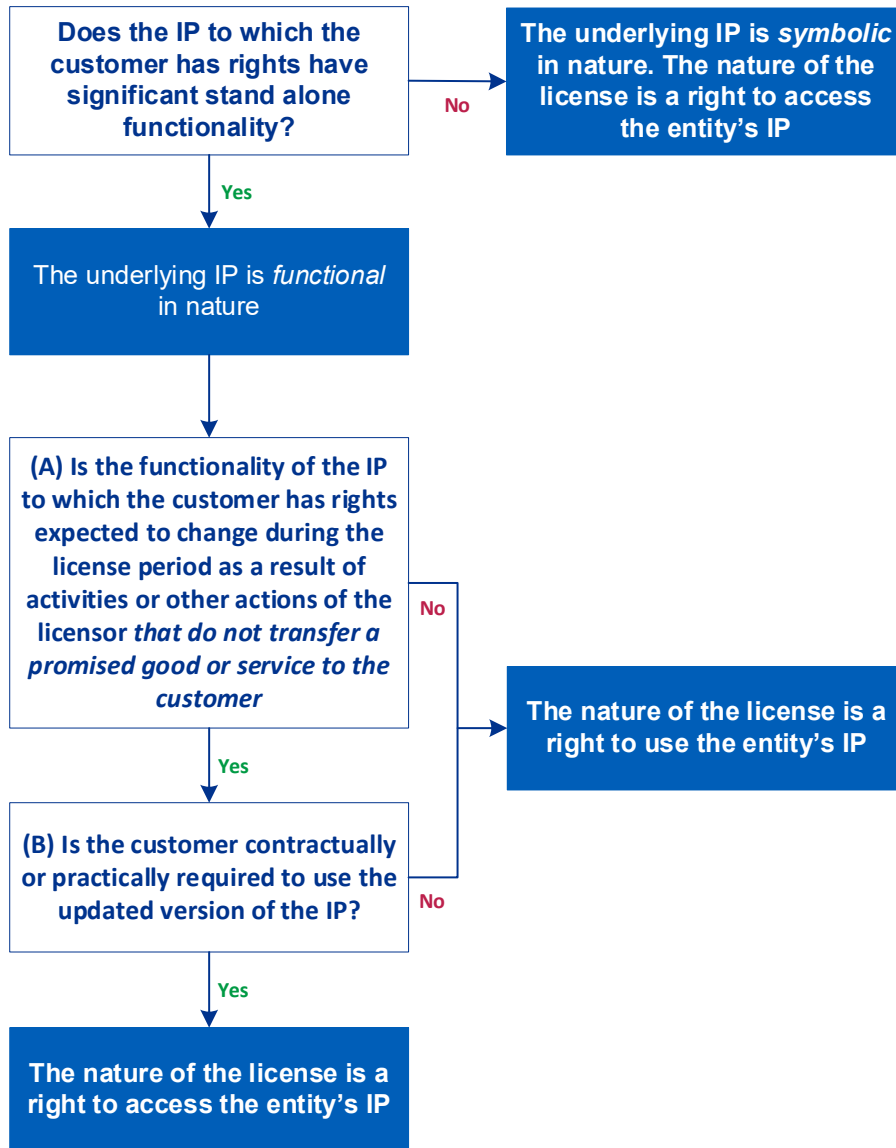 Does the IP to which the
customer has rights have
significant stand alone
functionality?
No
The underlying IP is symbolic
in nature. The nature of the
license is a right to access
the entity’s IP
Yes
The underlying IP is functional
in nature
(A) Is the functionality of the IP
to which the customer has rights
expected to change during the
license period as a result of
activities or other actions of the
licensor that do not transfer a
promised good or service to the
customer
No
The nature of the license is a
right to use the entity’s IP
Yes
(B) Is the customer contractually
or practically required to use the
updated version of the IP?
No
Yes
The nature of the license is a
right to access the entity’s IP